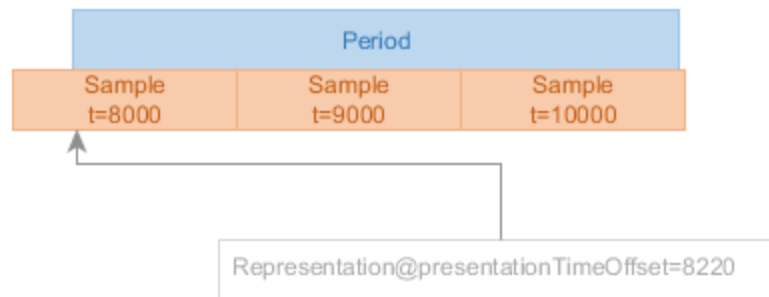 Period
Sample Sample Sample
t=8000 t=9000 t=10000
Representation@presentationTimeOffset=8220